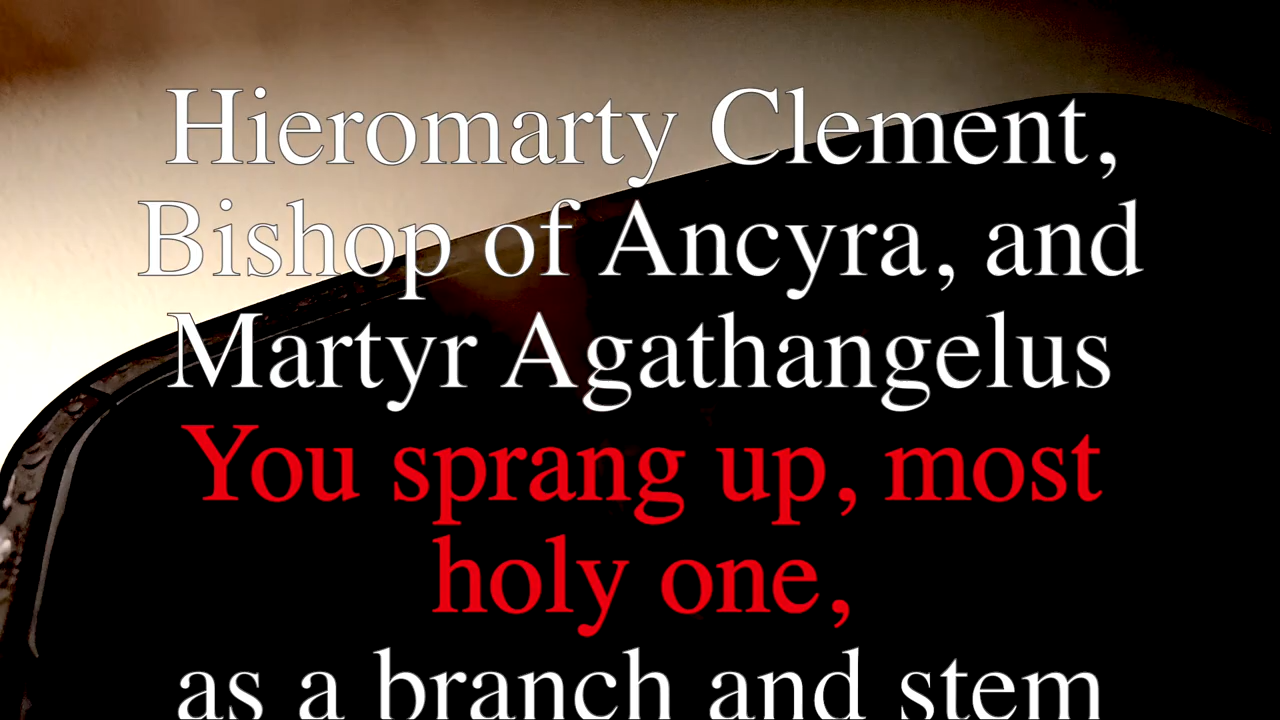 Hieromarty Clement,
Bishop of Ancyra, and
Martyr Agathangelus
You sprang up, most
holy one,
as a branch and stem